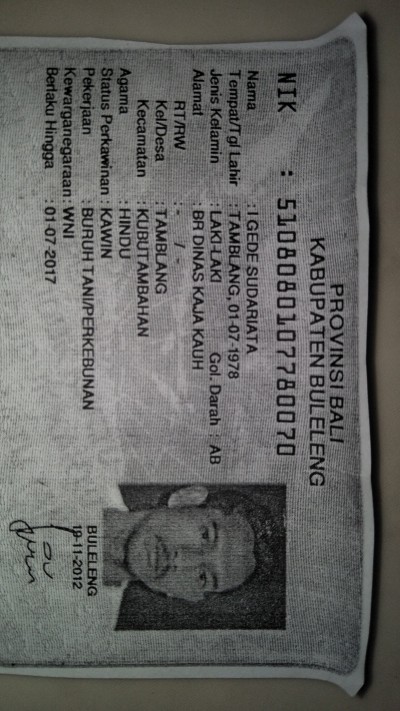 PROVINSI BALI
KABUPATEN BULELENG
NIK : 5108080107780070
Nama : I GEDE SUDARIATA
Tempat/Tgl Lahir : TAMBLANG, 01-07-1978
Jenis Kelamin : LAKI-LAKI Gol. Darah : AB
Alamat : BR DINAS KAJA KAUH
RT/RW : - / -
Kel/Desa : TAMBLANG
Kecamatan : KUBUTAMBAHAN
Agama : HINDU
Status Perkawinan : KAWIN
Pekerjaan : BURUH TANI/PERKEBUNAN
Kewarganegaraan : WNI
Berlaku Hingga : 01-07-2017
BULELENG
19-11-2012